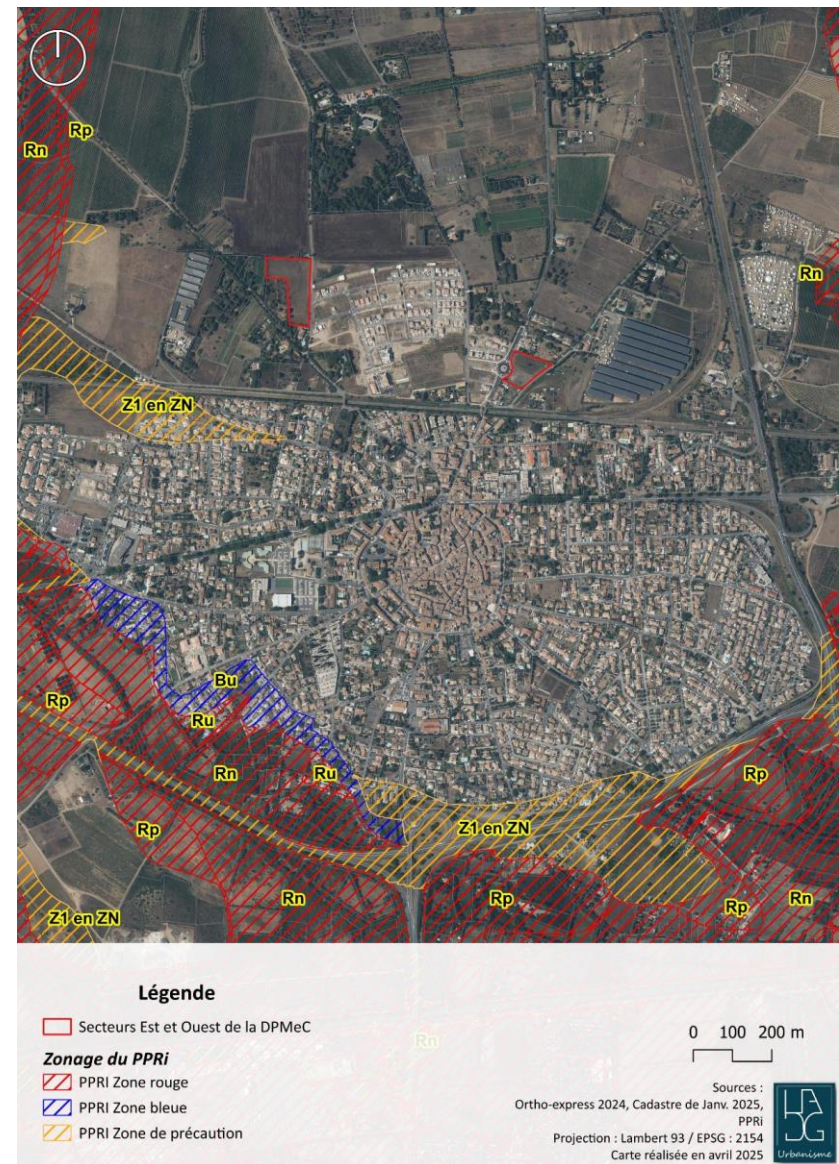 Rp
Rn
Rn
Z1 en ZN
Bu
Rp
Ru
Rn
Ru
Rp
Z1 en ZN
Rp
Rn
Rp
Rp
Rn
Z1 en ZN
Rn
Légende
Secteurs Est et Ouest de la DPMeC
Zonage du PPRi
PPRI Zone rouge
PPRI Zone bleue
PPRI Zone de précaution
0 100 200 m
Sources :
Ortho-express 2024, Cadastre de Janv. 2025,
PPRi
Projection : Lambert 93 / EPSG : 2154
Carte réalisée en avril 2025
Urbanisme